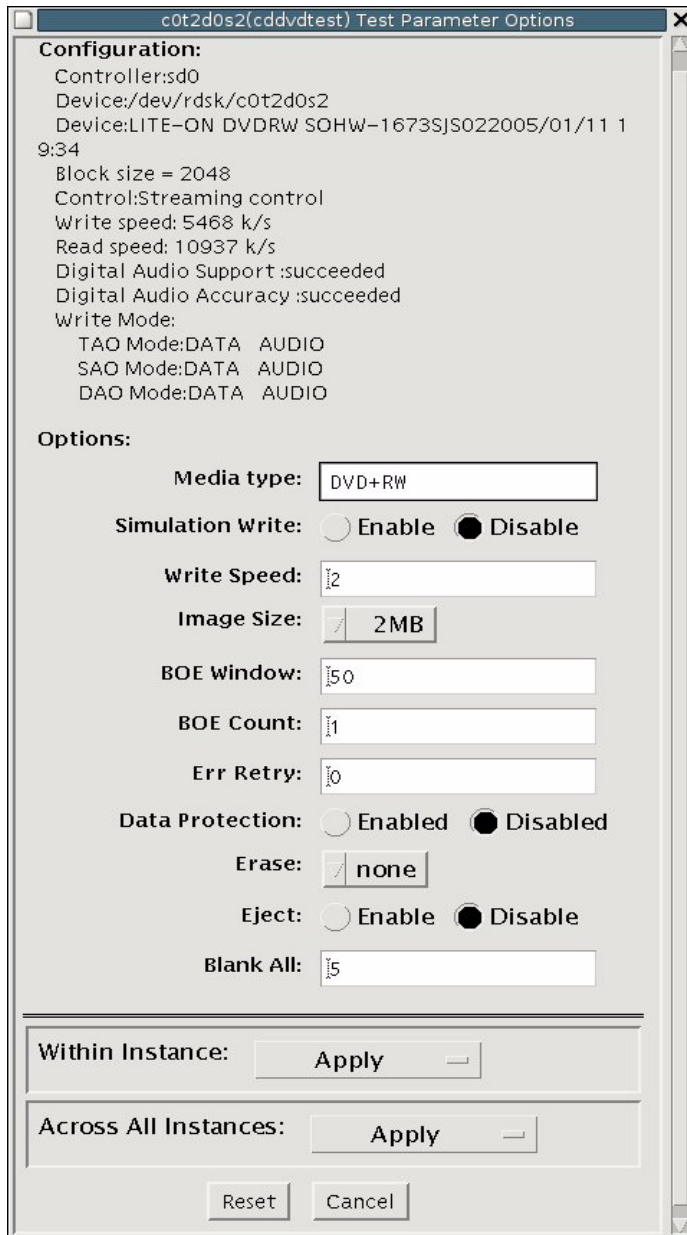 c0t2d0s2(cddvdtest) Test Parameter Options
Configuration:
Controller:sd0
Device:/dev/rdsk/c0t2d0s2
Device:LITE-ON DVDRW SOHW-1673SJS022005/01/11 1
9:34
Block size = 2048
Control:Streaming control
Write speed: 5468 k/s
Read speed: 10937 k/s
Digital Audio Support :succeeded
Digital Audio Accuracy :succeeded
Write Mode:
TAO Mode:DATA AUDIO
SAO Mode:DATA AUDIO
DAO Mode:DATA AUDIO
Options:
Media type: DVD+RW
Simulation Write: Enable Disable
Write Speed: 2
Image Size: 2MB
BOE Window: 50
BOE Count: 1
Err Retry: 0
Data Protection: Enabled Disabled
Erase: none
Eject: Enable Disable
Blank All: 5
Within Instance: Apply
Across All Instances: Apply
Reset Cancel